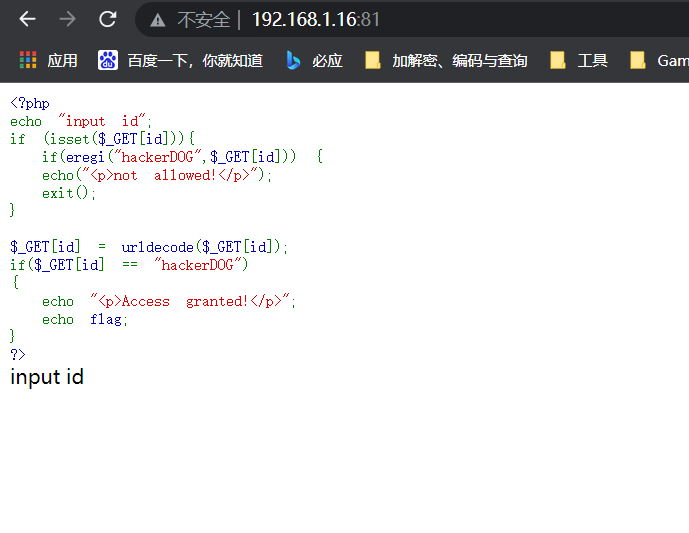 不安全 | 192.168.1.16:81
应用 百度一下，你就知道 必应 加解密、编码与查询 工具 Gam
<?php
echo "input id";
if (isset($_GET[id])){
    if(eregi("hackerDOG",$_GET[id])) {
    echo("<p>not allowed!</p>");
    exit();
}

$_GET[id] = urldecode($_GET[id]);
if($_GET[id] == "hackerDOG")
{
    echo "<p>Access granted!</p>";
    echo flag;
}
?>
input id